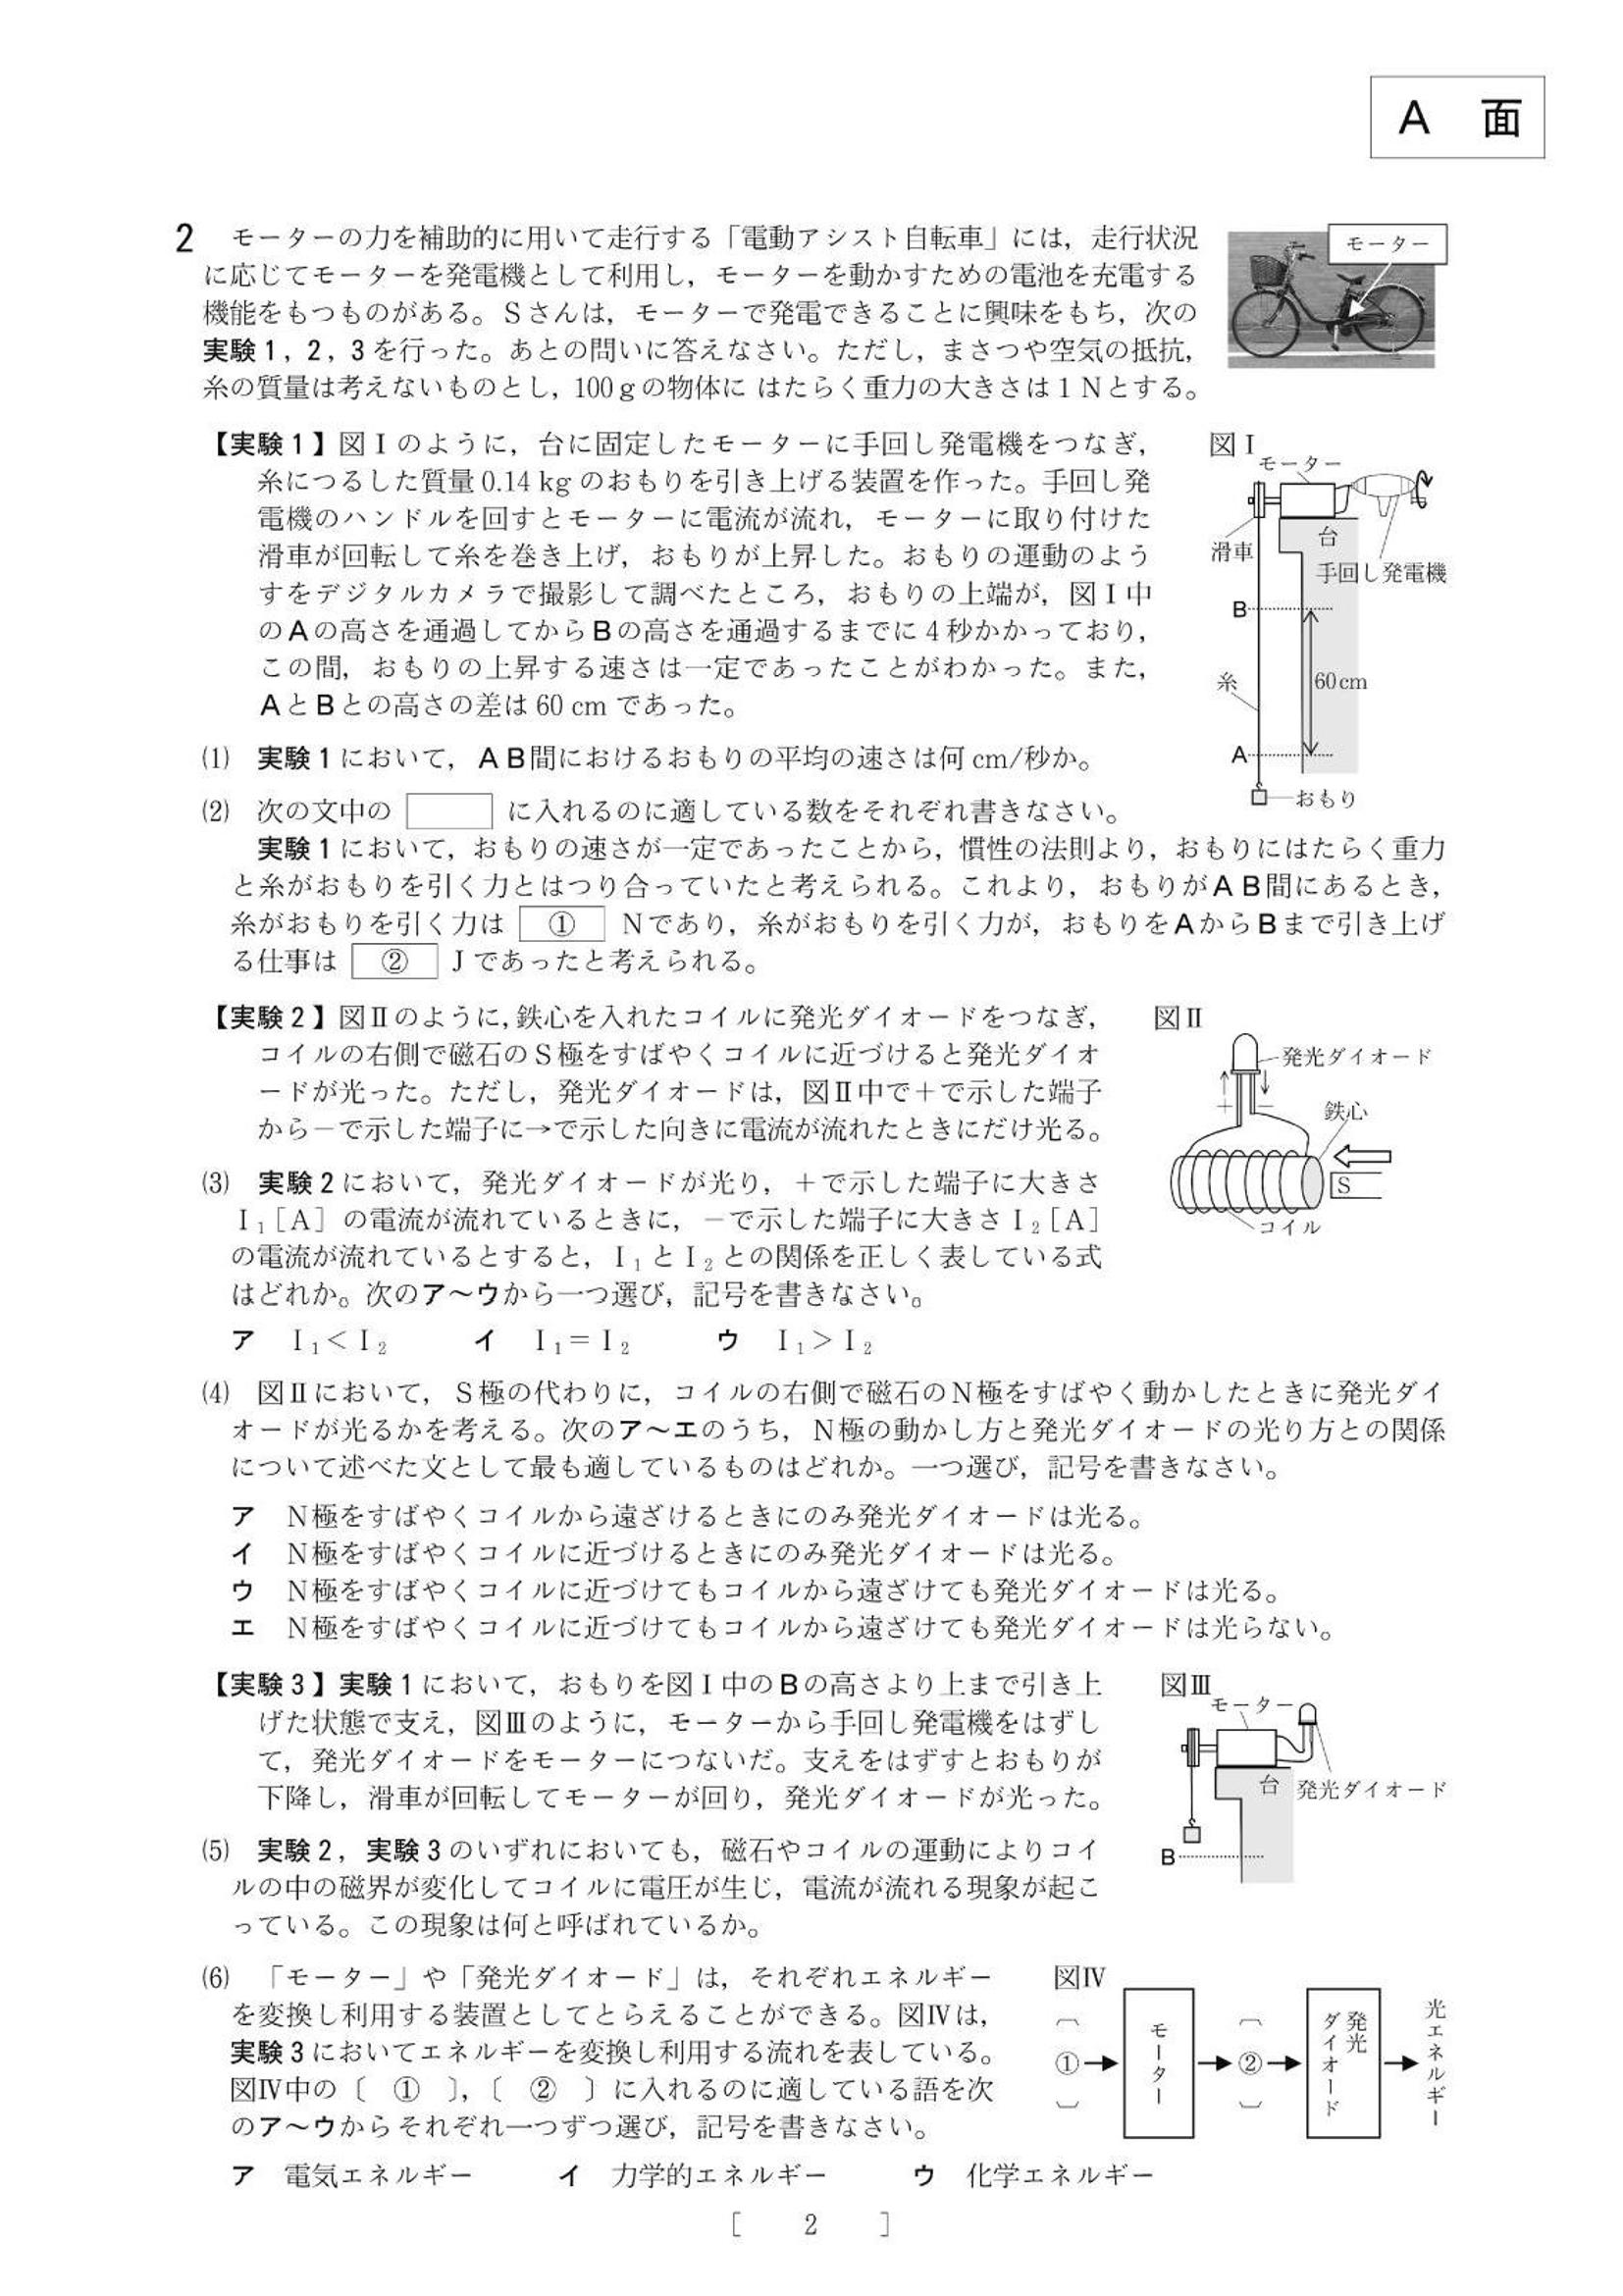 A 面
2 モーターの力を補助的に用いて走行する「電動アシスト自転車」には，走行状況
に応じてモーターを発電機として利用し，モーターを動かすための電池を充電する
機能をもつものがある。Sさんは，モーターで発電できることに興味をもち，次の
実験1，2，3を行った。あとの問いに答えなさい。ただし，まさつや空気の抵抗，
糸の質量は考えないものとし，100gの物体に はたらく重力の大きさは1Nとする。
モーター
【実験1】図Ⅰのように，台に固定したモーターに手回し発電機をつなぎ，
糸につるした質量0.14 kgのおもりを引き上げる装置を作った。手回し発
電機のハンドルを回すとモーターに電流が流れ，モーターに取り付けた
滑車が回転して糸を巻き上げ，おもりが上昇した。おもりの運動のよう
すをデジタルカメラで撮影して調べたところ，おもりの上端が，図Ⅰ中
のAの高さを通過してからBの高さを通過するまでに4秒かかっており，
この間，おもりの上昇する速さは一定であったことがわかった。また，
AとBとの高さの差は60 cmであった。
図Ⅰ
モーター
滑車
台
手回し発電機
B
糸
60cm
A
おもり
(1) 実験1において，AB間におけるおもりの平均の速さは何cm/秒か。
(2) 次の文中の に入れるのに適している数をそれぞれ書きなさい。
実験1において，おもりの速さが一定であったことから，慣性の法則より，おもりにはたらく重力
と糸がおもりを引く力とはつり合っていたと考えられる。これより，おもりがAB間にあるとき，
糸がおもりを引く力は ① Nであり，糸がおもりを引く力が，おもりをAからBまで引き上げ
る仕事は ② Jであったと考えられる。
【実験2】図Ⅱのように，鉄心を入れたコイルに発光ダイオードをつなぎ，
コイルの右側で磁石のS極をすばやくコイルに近づけると発光ダイオ
ードが光った。ただし，発光ダイオードは，図Ⅱ中で＋で示した端子
から－で示した端子に→で示した向きに電流が流れたときにだけ光る。
図Ⅱ
発光ダイオード
＋ －
鉄心
S
コイル
(3) 実験2において，発光ダイオードが光り，＋で示した端子に大きさ
I₁［A］の電流が流れているときに，－で示した端子に大きさI₂［A］
の電流が流れているとすると，I₁とI₂との関係を正しく表している式
はどれか。次のア～ウから一つ選び，記号を書きなさい。
ア I₁＜I₂ イ I₁＝I₂ ウ I₁＞I₂
(4) 図Ⅱにおいて，S極の代わりに，コイルの右側で磁石のN極をすばやく動かしたときに発光ダイ
オードが光るかを考える。次のア～エのうち，N極の動かし方と発光ダイオードの光り方との関係
について述べた文として最も適しているものはどれか。一つ選び，記号を書きなさい。
ア N極をすばやくコイルから遠ざけるときにのみ発光ダイオードは光る。
イ N極をすばやくコイルに近づけるときにのみ発光ダイオードは光る。
ウ N極をすばやくコイルに近づけてもコイルから遠ざけても発光ダイオードは光る。
エ N極をすばやくコイルに近づけてもコイルから遠ざけても発光ダイオードは光らない。
【実験3】実験1において，おもりを図Ⅰ中のBの高さより上まで引き上
げた状態で支え，図Ⅲのように，モーターから手回し発電機をはずし
て，発光ダイオードをモーターにつないだ。支えをはずすとおもりが
下降し，滑車が回転してモーターが回り，発光ダイオードが光った。
図Ⅲ
モーター
台
発光ダイオード
B
(5) 実験2，実験3のいずれにおいても，磁石やコイルの運動によりコイ
ルの中の磁界が変化してコイルに電圧が生じ，電流が流れる現象が起こ
っている。この現象は何と呼ばれているか。
(6) 「モーター」や「発光ダイオード」は，それぞれエネルギー
を変換し利用する装置としてとらえることができる。図Ⅳは，
実験3においてエネルギーを変換し利用する流れを表している。
図Ⅳ中の〔 ① 〕，〔 ② 〕に入れるのに適している語を次
のア～ウからそれぞれ一つずつ選び，記号を書きなさい。
図Ⅳ
〔①〕
モーター
〔②〕
発光
ダイオード
光エネルギー
ア 電気エネルギー イ 力学的エネルギー ウ 化学エネルギー
［ 2 ］